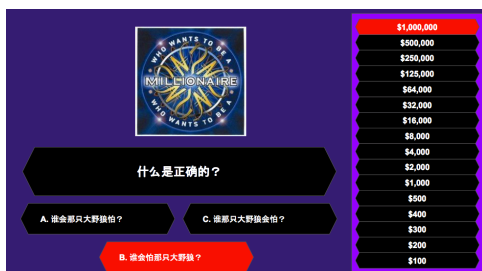 WHO WANTS TO BE A
MILLIONAIRE
WHO WANTS TO BE A
什么是正确的？
A. 谁会那只大野狼怕？
C. 谁那只大野狼会怕？
B. 谁会怕那只大野狼？
$1,000,000
$500,000
$250,000
$125,000
$64,000
$32,000
$16,000
$8,000
$4,000
$2,000
$1,000
$500
$400
$300
$200
$100